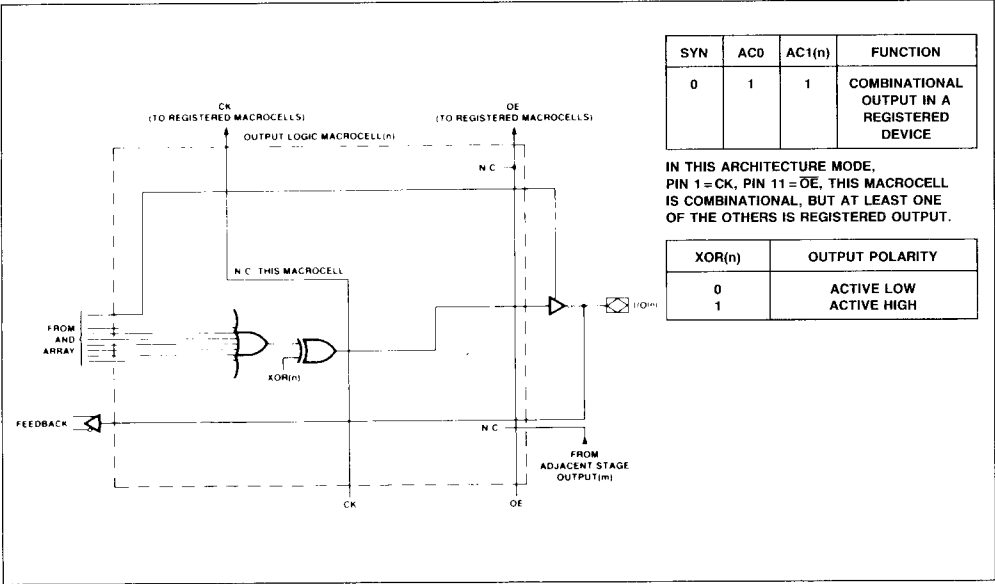 CK
(TO REGISTERED MACROCELLS)
OE
(TO REGISTERED MACROCELLS)
OUTPUT LOGIC MACROCELL(n)
N C
N C THIS MACROCELL
FROM
AND
ARRAY
XOR(n)
I/O(n)
FEEDBACK
N C
FROM
ADJACENT STAGE
OUTPUT(m)
CK
OE
SYN AC0 AC1(n) FUNCTION
0 1 1 COMBINATIONAL
OUTPUT IN A
REGISTERED
DEVICE
IN THIS ARCHITECTURE MODE,
PIN 1 = CK, PIN 11 = O̅E̅, THIS MACROCELL
IS COMBINATIONAL, BUT AT LEAST ONE
OF THE OTHERS IS REGISTERED OUTPUT.
XOR(n) OUTPUT POLARITY
0 ACTIVE LOW
1 ACTIVE HIGH